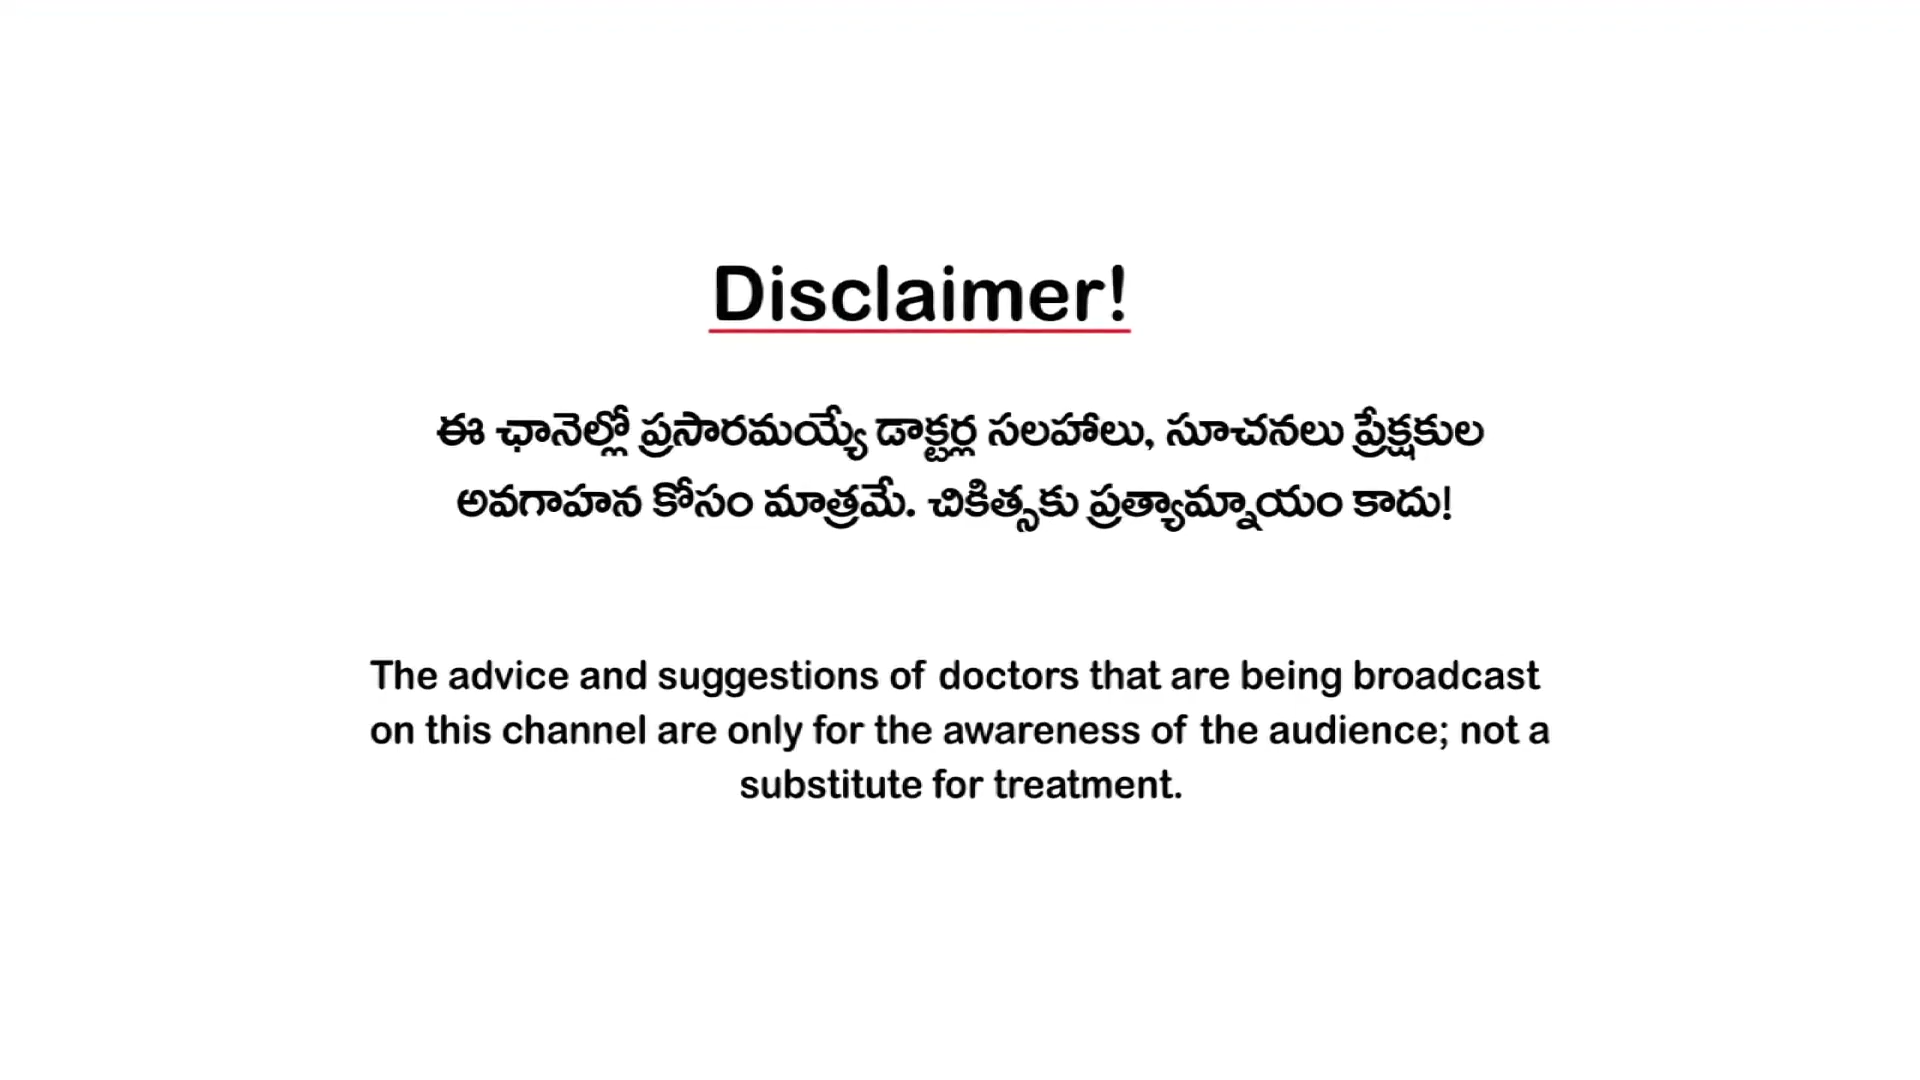 Disclaimer!
ఈ ఛానెల్లో ప్రసారమయ్యే డాక్టర్ల సలహాలు, సూచనలు ప్రేక్షకుల
అవగాహన కోసం మాత్రమే. చికిత్సకు ప్రత్యామ్నాయం కాదు!
The advice and suggestions of doctors that are being broadcast
on this channel are only for the awareness of the audience; not a
substitute for treatment.